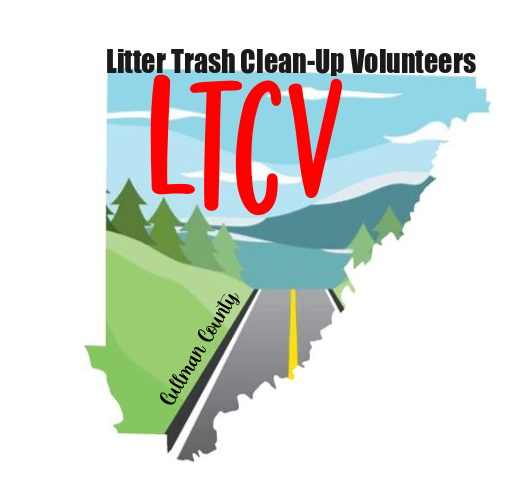 Litter Trash Clean-Up Volunteers
LTCV
Cullman County